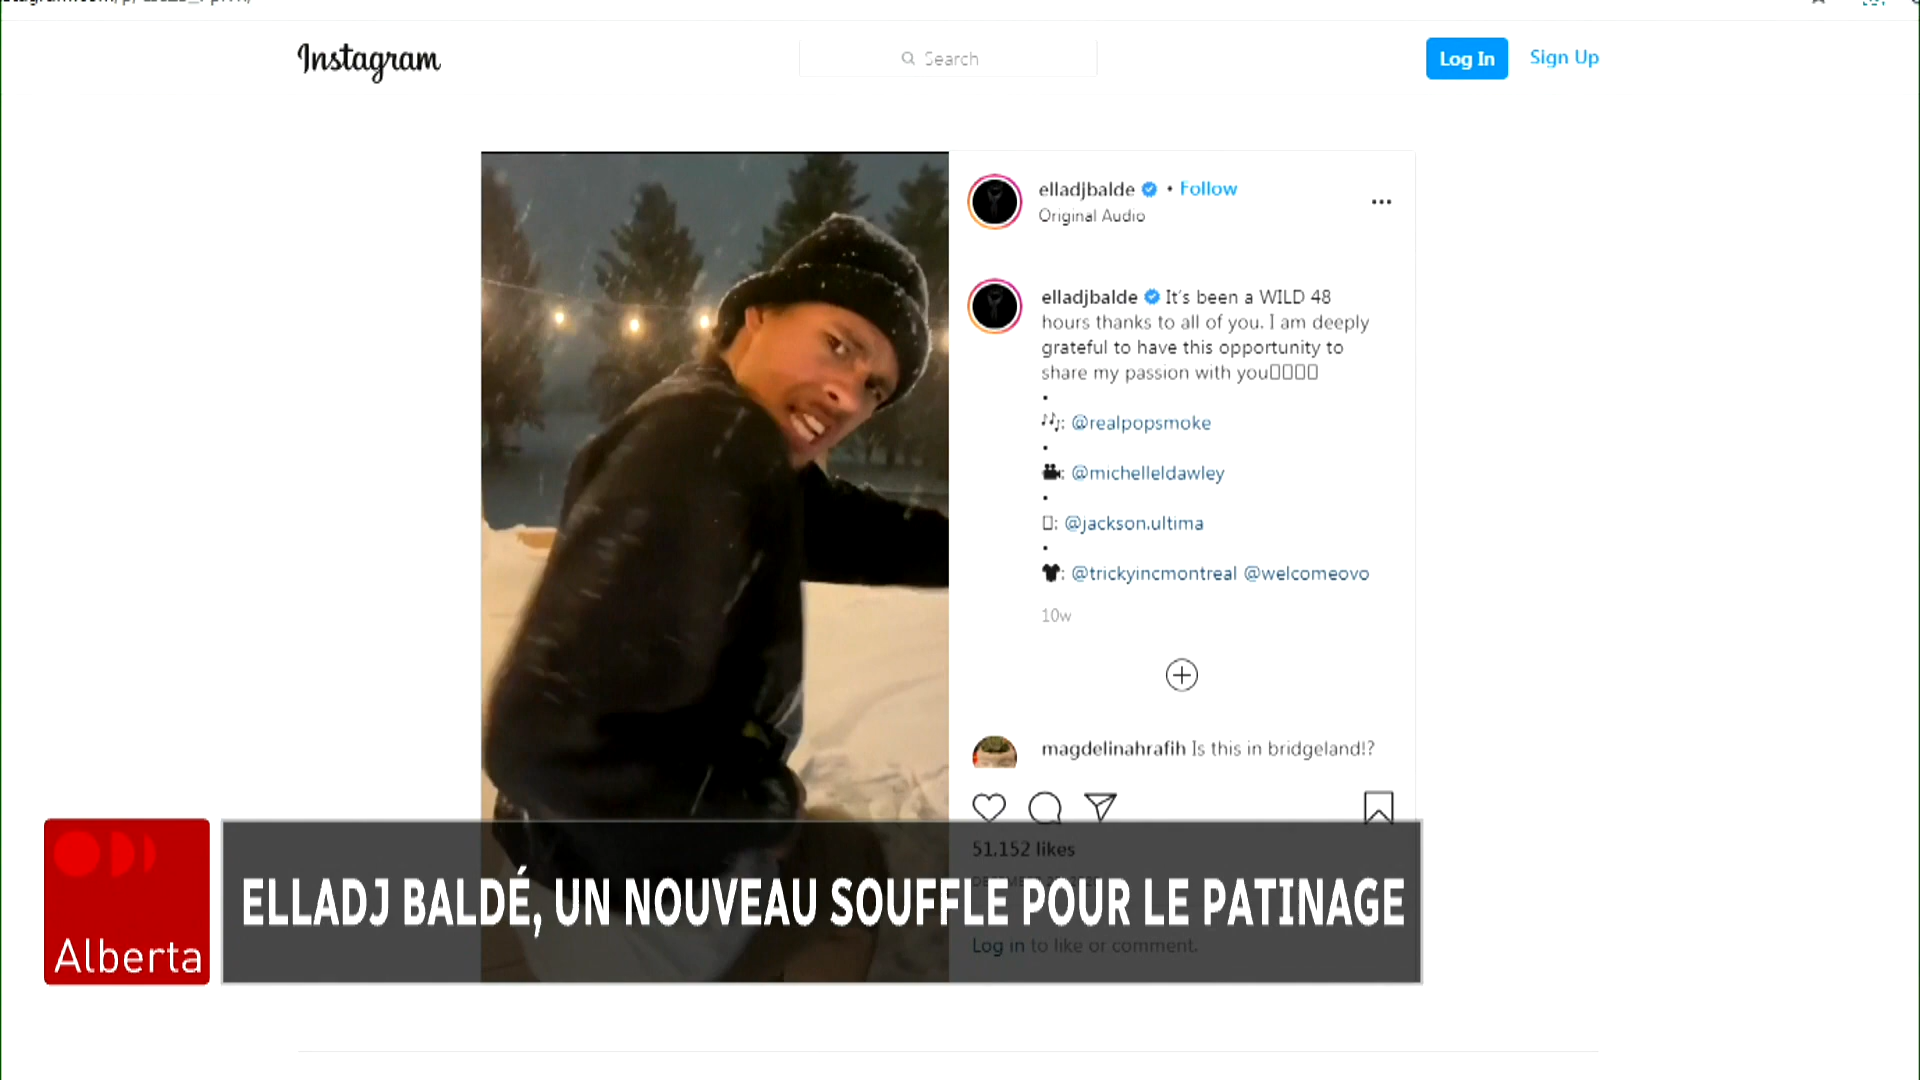 Instagram
Search
Log In
Sign Up
elladjbalde • Follow
Original Audio
elladjbalde It's been a WILD 48
hours thanks to all of you. I am deeply
grateful to have this opportunity to
share my passion with you
•
🎶: @realpopsmoke
•
🎥: @michelleldawley
•
: @jackson.ultima
•
👕: @trickyincmontreal @welcomeovo
10w
magdelinahrafih Is this in bridgeland!?
51,152 likes
ELLADJ BALDÉ, UN NOUVEAU SOUFFLE POUR LE PATINAGE
Alberta
Log in to like or comment.